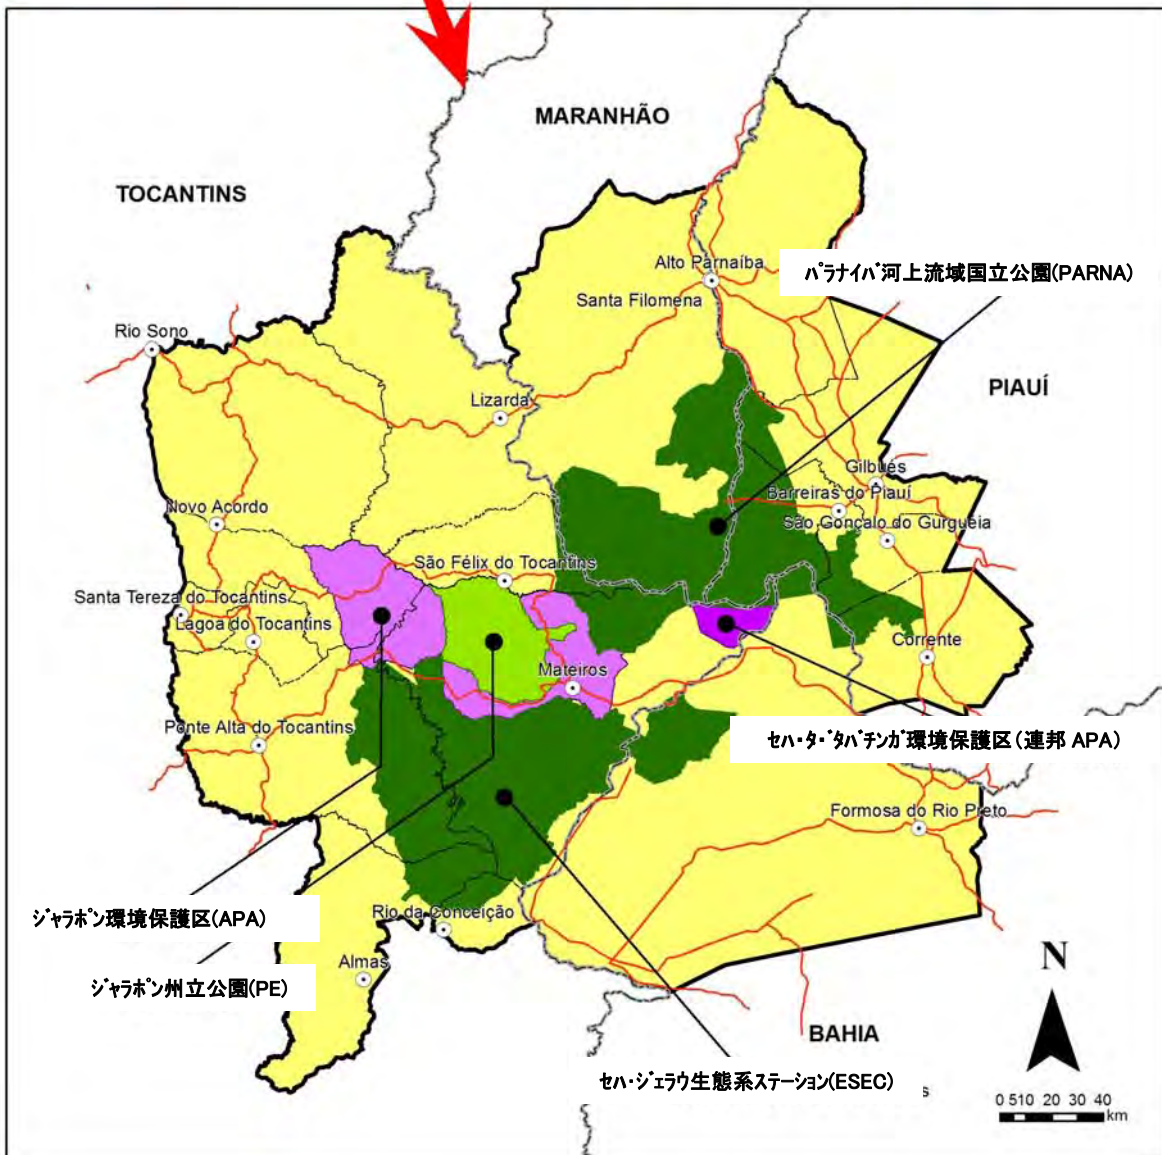 MARANHÃO
TOCANTINS
Alto Parnaíba
パラナイバ河上流域国立公園(PARNA)
Santa Filomena
Rio Sono
PIAUÍ
Lizarda
Gilbués
Barreiras do Piauí
Novo Acordo
São Gonçalo do Gurguéia
São Félix do Tocantins
Santa Tereza do Tocantins
Lagoa do Tocantins
Corrente
Mateiros
Ponte Alta do Tocantins
セハ・ダ・タバチンガ環境保護区(連邦 APA)
Formosa do Rio Preto
ジャラポン環境保護区(APA)
Rio da Conceição
Almas
ジャラポン州立公園(PE)
N
BAHIA
セハ・ジェラウ生態系ステーション(ESEC)
s
0 510 20 30 40
km